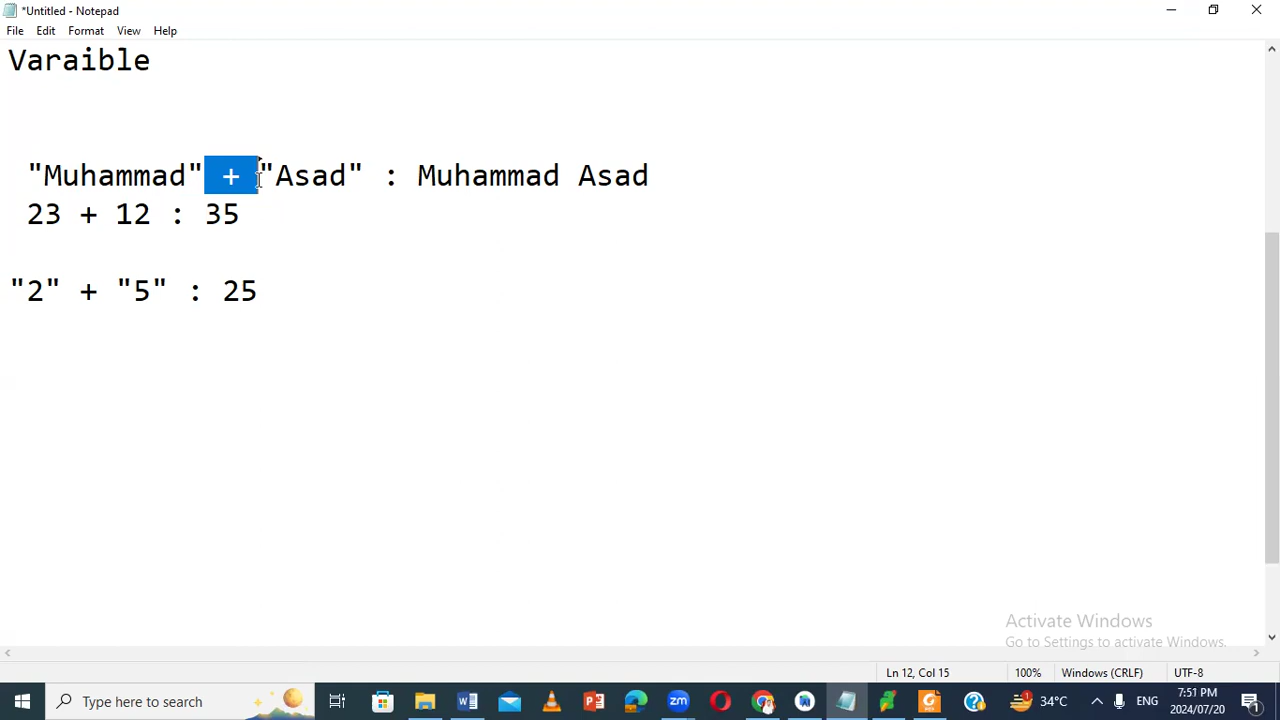 *Untitled - Notepad
File Edit Format View Help
Varaible
"Muhammad" + "Asad" : Muhammad Asad
23 + 12 : 35
"2" + "5" : 25
Activate Windows
Go to Settings to activate Windows.
Ln 12, Col 15 100% Windows (CRLF) UTF-8
Type here to search 34°C ENG 7:51 PM
2024/07/20